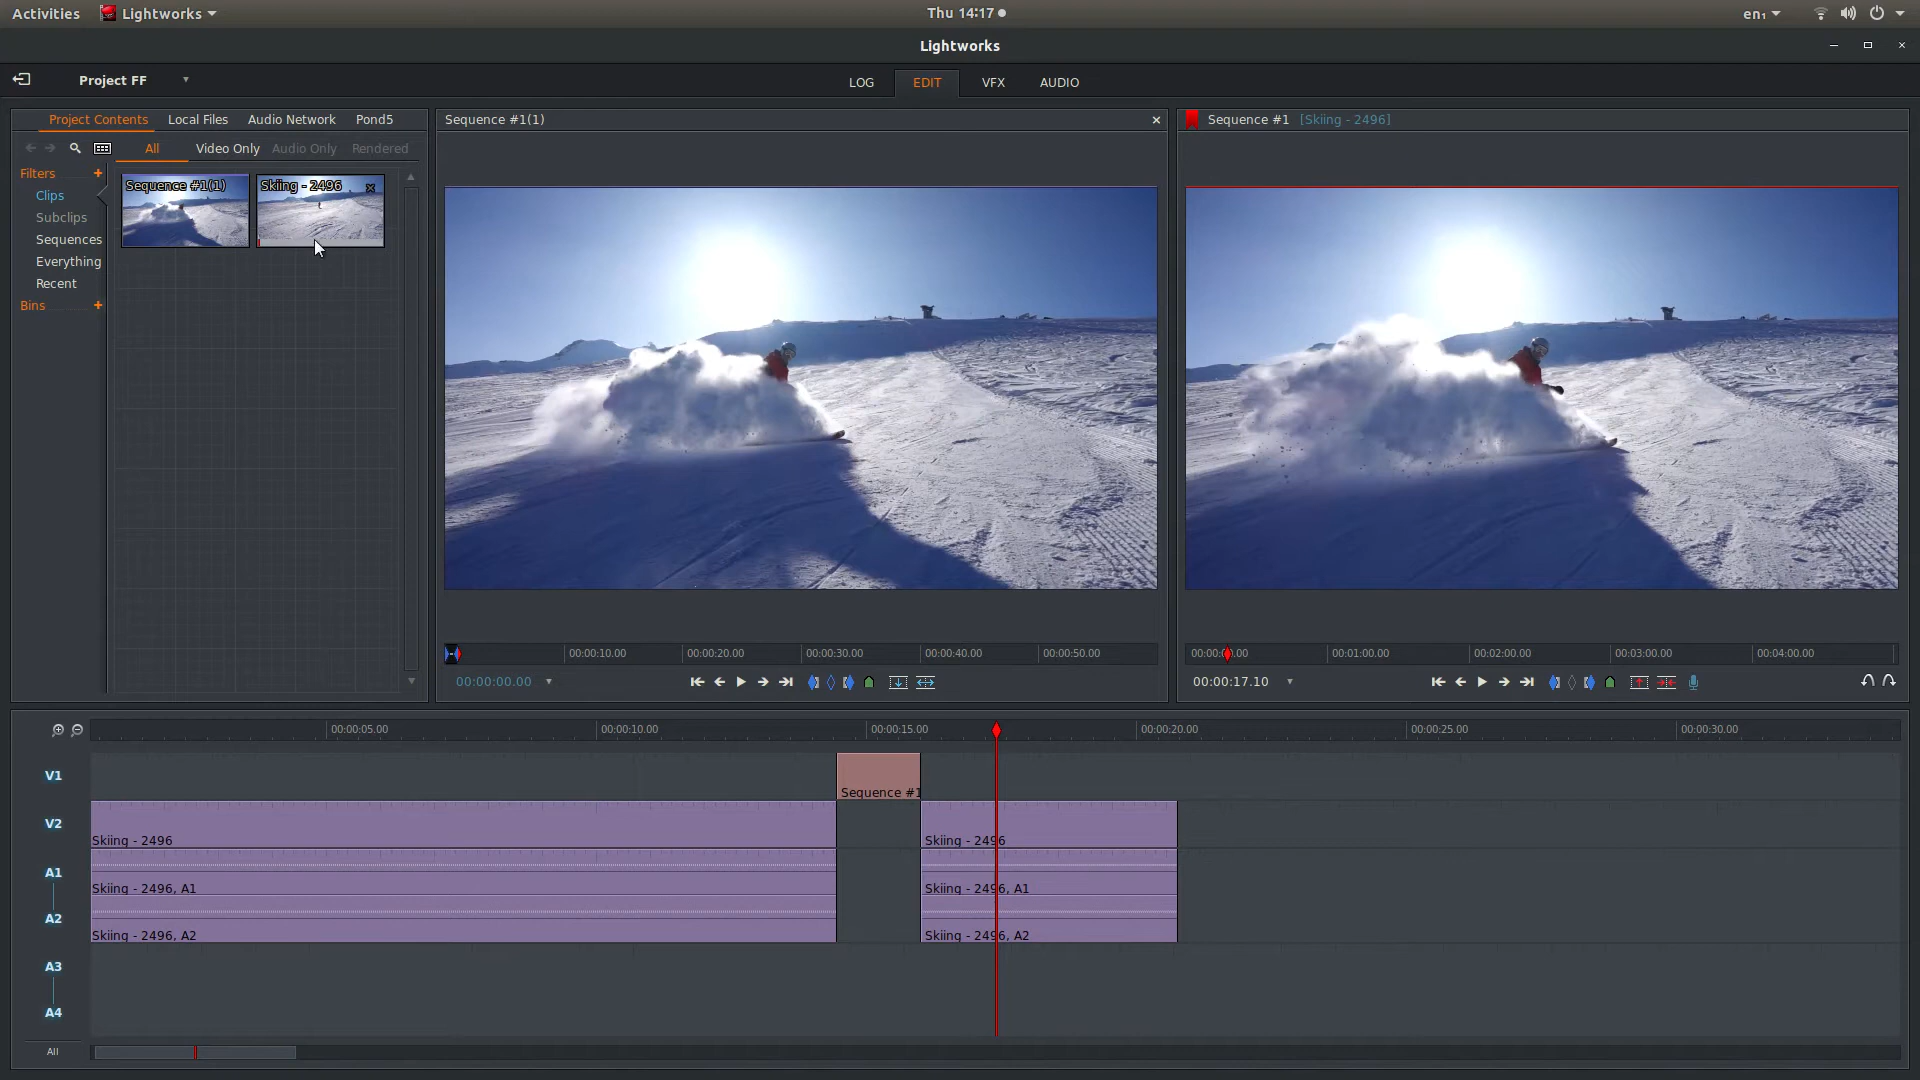 Activities Lightworks Thu 14:17 en₁
Lightworks
Project FF LOG EDIT VFX AUDIO
Project Contents Local Files Audio Network Pond5
All Video Only Audio Only Rendered
Filters +
Clips
Subclips
Sequences
Everything
Recent
Bins +
Sequence #1(1) Skiing - 2496
Sequence #1(1)
00:00:10.00 00:00:20.00 00:00:30.00 00:00:40.00 00:00:50.00
00:00:00.00
Sequence #1 [Skiing - 2496]
00:01:00.00 00:02:00.00 00:03:00.00 00:04:00.00
00:00:17.10
00:00:05.00 00:00:10.00 00:00:15.00 00:00:20.00 00:00:25.00 00:00:30.00
V1 Sequence #1
V2 Skiing - 2496 Skiing - 2496
A1 Skiing - 2496, A1 Skiing - 2496, A1
A2 Skiing - 2496, A2 Skiing - 2496, A2
A3
A4
All